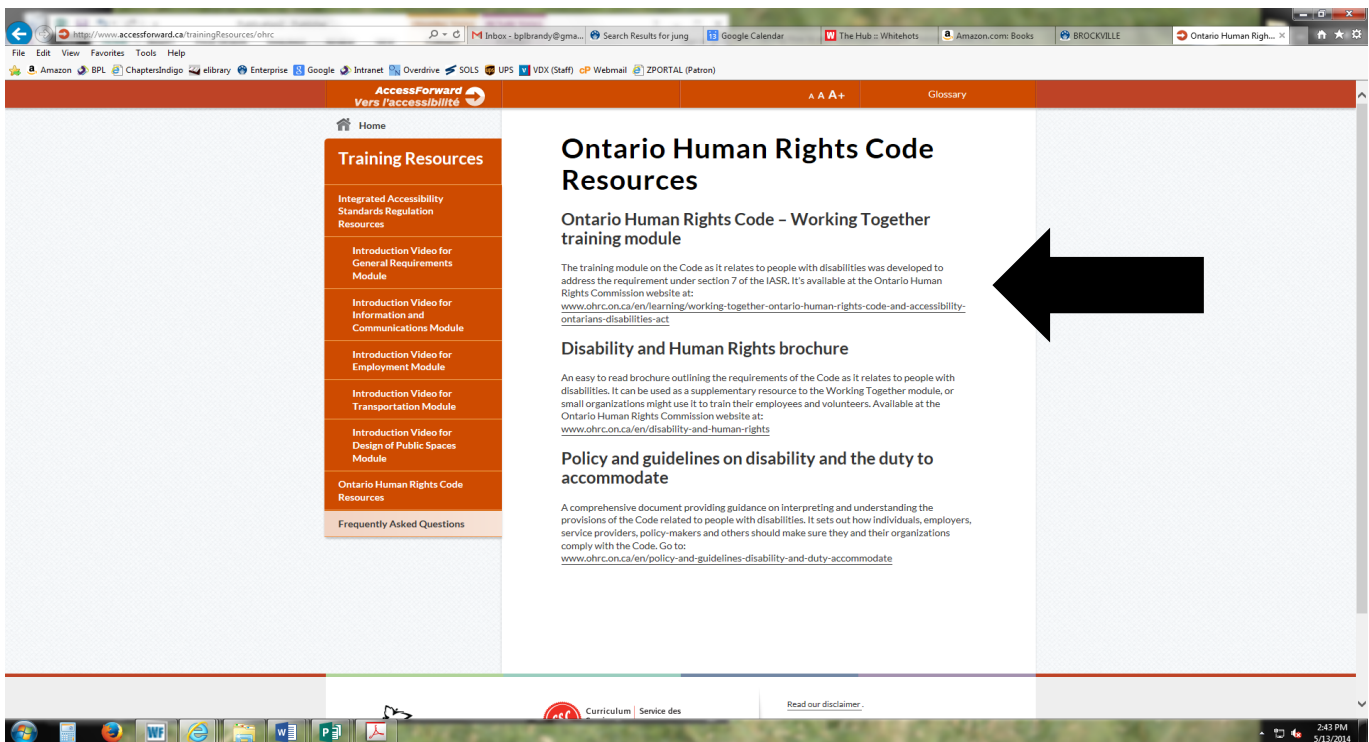 http://www.accessforward.ca/trainingResources/ohrc
Inbox - bplbrandy@gma...
Search Results for jung
Google Calendar
The Hub :: Whitehots
Amazon.com: Books
BROCKVILLE
Ontario Human Righ...
File Edit View Favorites Tools Help
Amazon BPL ChaptersIndigo elibrary Enterprise Google Intranet Overdrive SOLS UPS VDX (Staff) Webmail ZPORTAL (Patron)
AccessForward
Vers l'accessibilité
A A A+
Glossary
Home
Training Resources
Integrated Accessibility
Standards Regulation
Resources
Introduction Video for
General Requirements
Module
Introduction Video for
Information and
Communications Module
Introduction Video for
Employment Module
Introduction Video for
Transportation Module
Introduction Video for
Design of Public Spaces
Module
Ontario Human Rights Code
Resources
Frequently Asked Questions
Ontario Human Rights Code
Resources
Ontario Human Rights Code – Working Together
training module
The training module on the Code as it relates to people with disabilities was developed to
address the requirement under section 7 of the IASR. It's available at the Ontario Human
Rights Commission website at:
www.ohrc.on.ca/en/learning/working-together-ontario-human-rights-code-and-accessibility-
ontarians-disabilities-act
Disability and Human Rights brochure
An easy to read brochure outlining the requirements of the Code as it relates to people with
disabilities. It can be used as a supplementary resource to the Working Together module, or
small organizations might use it to train their employees and volunteers. Available at the
Ontario Human Rights Commission website at:
www.ohrc.on.ca/en/disability-and-human-rights
Policy and guidelines on disability and the duty to
accommodate
A comprehensive document providing guidance on interpreting and understanding the
provisions of the Code related to people with disabilities. It sets out how individuals, employers,
service providers, policy-makers and others should make sure they and their organizations
comply with the Code. Go to:
www.ohrc.on.ca/en/policy-and-guidelines-disability-and-duty-accommodate
Curriculum Service des
Read our disclaimer.
2:43 PM
5/13/2014